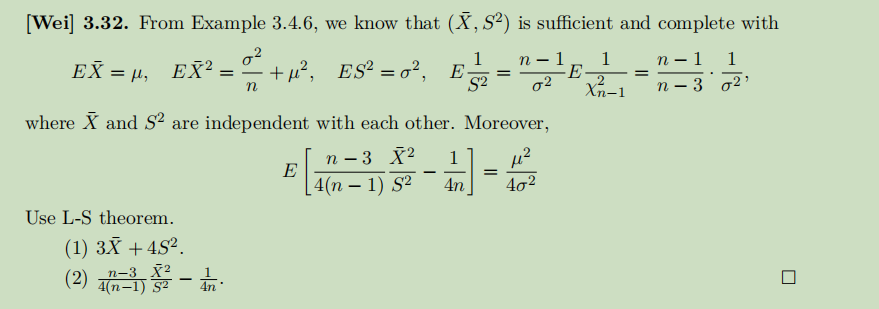 [Wei] 3.32. From Example 3.4.6, we know that (X̄, S²) is sufficient and complete with
EX̄ = μ, EX̄² = σ²/n + μ², ES² = σ², E 1/S² = (n − 1)/σ² E 1/χ²ₙ₋₁ = (n − 1)/(n − 3) · 1/σ²,
where X̄ and S² are independent with each other. Moreover,
E [ (n − 3)/(4(n − 1)) X̄²/S² − 1/(4n) ] = μ²/(4σ²)
Use L-S theorem.
(1) 3X̄ + 4S².
(2) (n−3)/(4(n−1)) X̄²/S² − 1/(4n). □